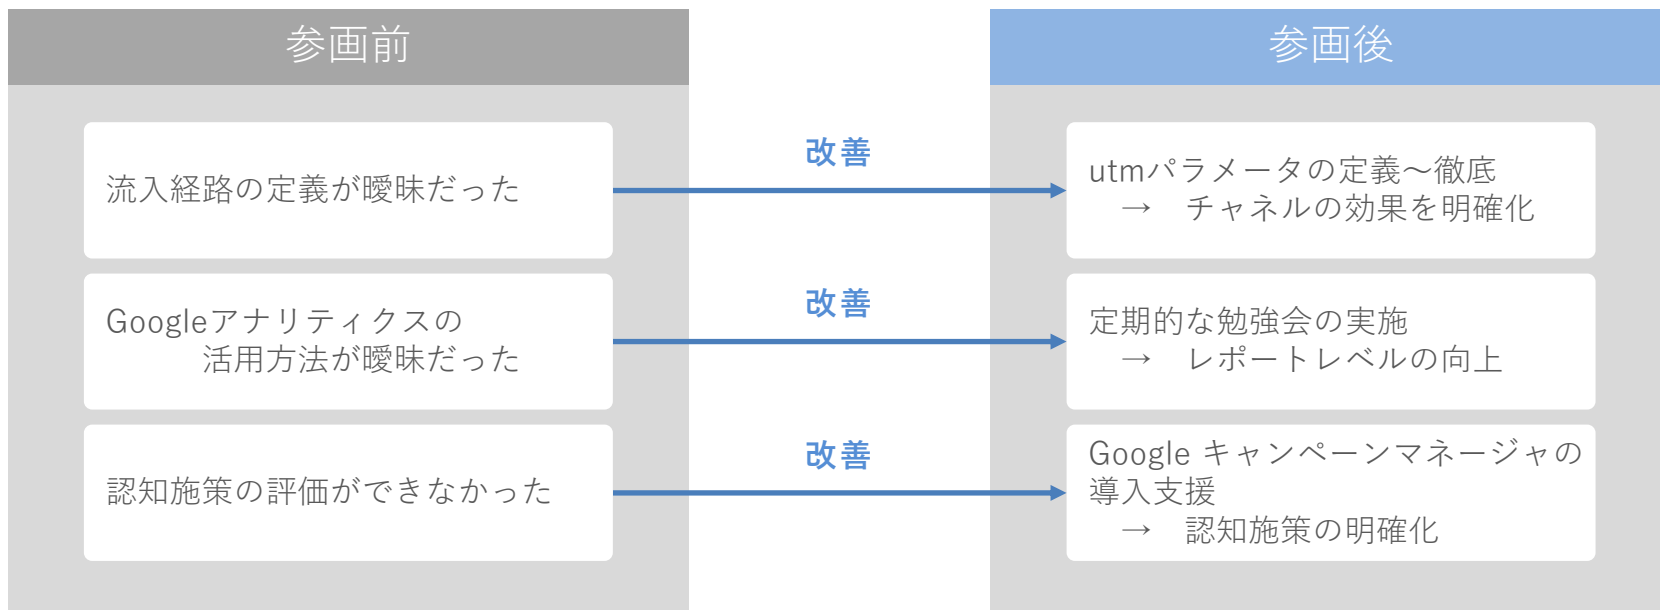 参画前
参画後
流入経路の定義が曖昧だった
改善
utmパラメータの定義～徹底
→　チャネルの効果を明確化
Googleアナリティクスの
活用方法が曖昧だった
改善
定期的な勉強会の実施
→　レポートレベルの向上
認知施策の評価ができなかった
改善
Google キャンペーンマネージャの
導入支援
→　認知施策の明確化